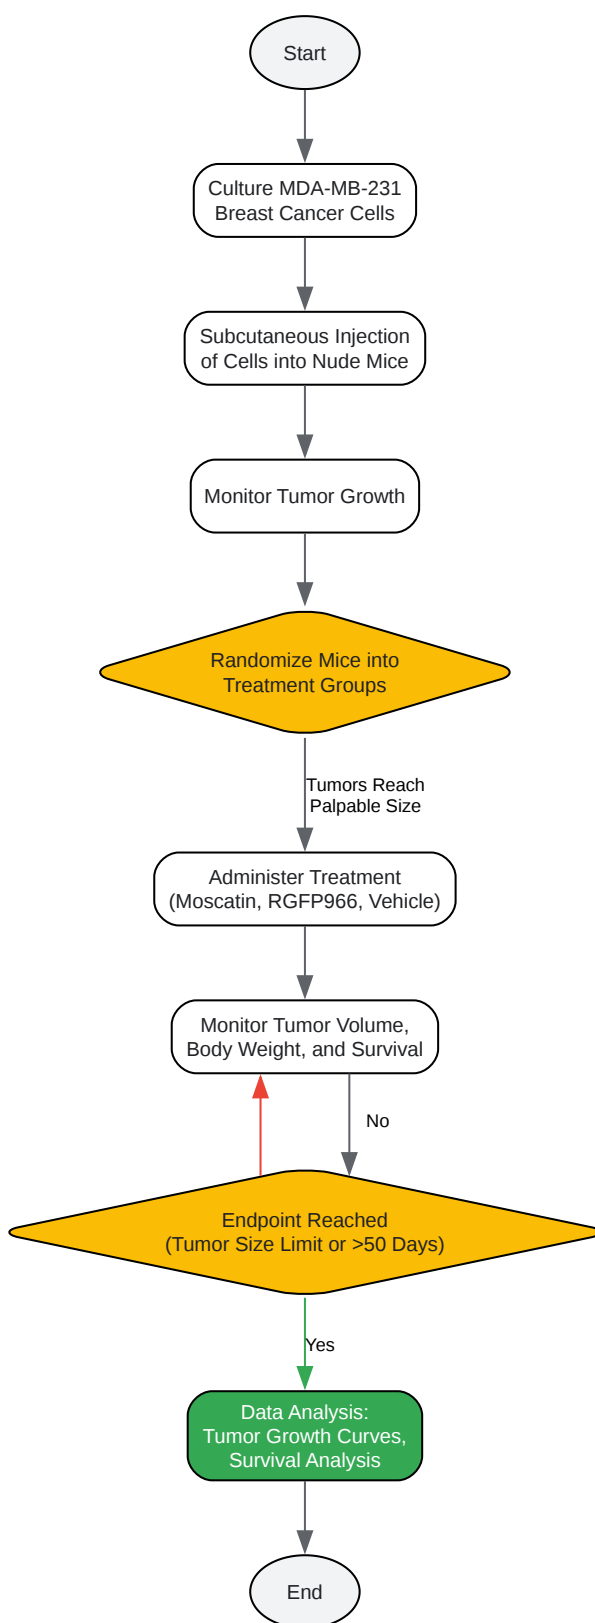 Start
Culture MDA-MB-231
Breast Cancer Cells
Subcutaneous Injection
of Cells into Nude Mice
Monitor Tumor Growth
Randomize Mice into
Treatment Groups
Tumors Reach
Palpable Size
Administer Treatment
(Moscatin, RGFP966, Vehicle)
Monitor Tumor Volume,
Body Weight, and Survival
No
Endpoint Reached
(Tumor Size Limit or >50 Days)
Yes
Data Analysis:
Tumor Growth Curves,
Survival Analysis
End